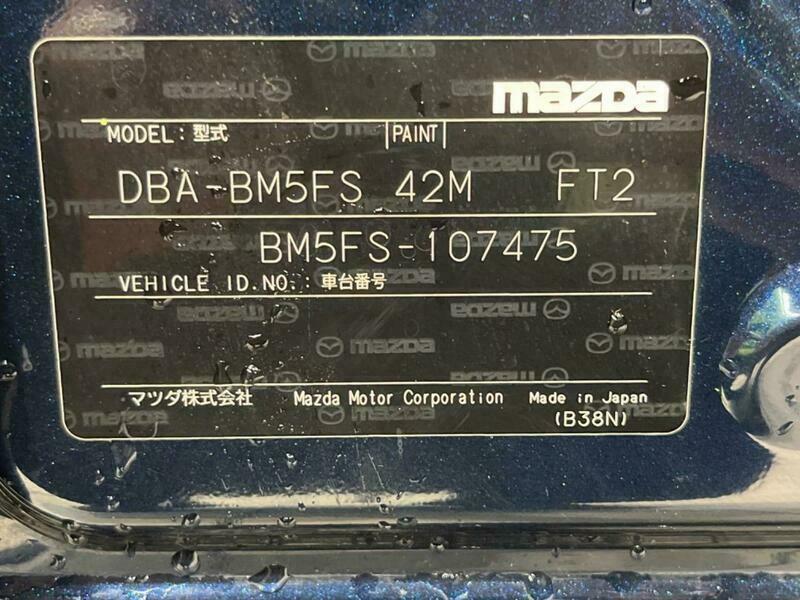 mazda
MODEL: 型式 PAINT
DBA-BM5FS 42M FT2
BM5FS-107475
VEHICLE ID.NO.: 車台番号
マツダ株式会社 Mazda Motor Corporation Made in Japan
(B38N)